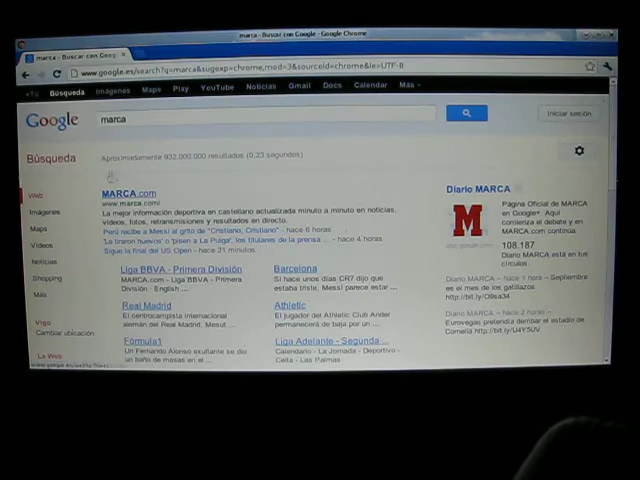 marca - Buscar con Google - Google Chrome
marca - Buscar con Goog
www.google.es/search?q=marca&sugexp=chrome,mod=3&sourceid=chrome&ie=UTF-8
+Tú Búsqueda Imágenes Maps Play YouTube Noticias Gmail Docs Calendar Más
Google
marca
Iniciar sesión
Búsqueda
Aproximadamente 932.000.000 resultados (0,23 segundos)
Web
Imágenes
Maps
Vídeos
Noticias
Shopping
Más
Vigo
Cambiar ubicación
La Web
MARCA.com
www.marca.com/
La mejor información deportiva en castellano actualizada minuto a minuto en noticias,
vídeos, fotos, retransmisiones y resultados en directo.
Perú recibe a Messi al grito de "Cristiano, Cristiano" - hace 6 horas
'Le tiraron huevos' o 'pisen a La Pulga', los titulares de la prensa ... - hace 4 horas
Sigue la final del US Open - hace 21 minutos
Liga BBVA - Primera División
MARCA.com - Liga BBVA - Primera
División - English ...
Barcelona
Si hace unos días CR7 dijo que
estaba triste, Messi parece estar ...
Real Madrid
El centrocampista internacional
alemán del Real Madrid, Mesut ...
Athletic
El jugador del Athletic Club Ander
permanecerá de baja por un ...
Fórmula1
Un Fernando Alonso exultante se dio
un baño de masas en el ...
Liga Adelante - Segunda ...
Calendario - La Jornada - Deportivo -
Celta - Las Palmas
Diario MARCA
M
Página Oficial de MARCA
en Google+. Aquí
comienza el debate y en
MARCA.com continúa.
plus.google.com
108.187
Diario MARCA está en tus
círculos
Diario MARCA - hace 1 hora - Septiembre
es el mes de los gatillazos
http://bit.ly/O9sa34
Diario MARCA - hace 2 horas -
Eurovegas pretendía derribar el estadio de
Cornellá http://bit.ly/U4Y5UV